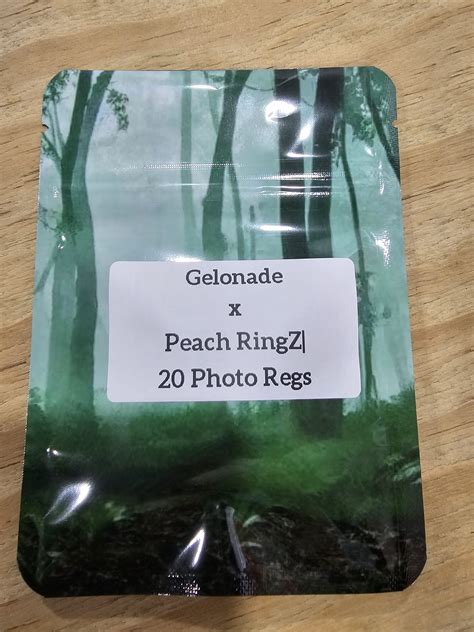 Gelonade
x
Peach RingZ|
20 Photo Regs